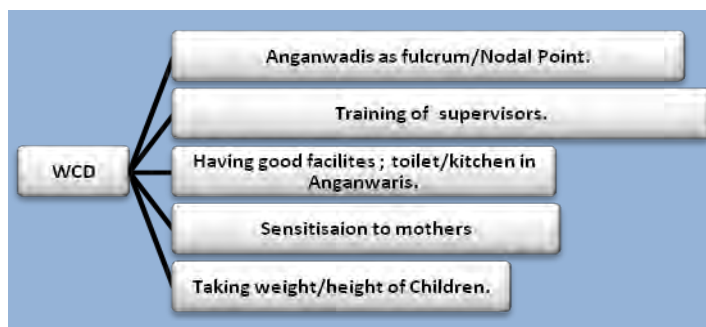 Anganwadis as fulcrum/Nodal Point.
Training of  supervisors.
WCD
Having good facilites ; toilet/kitchen in
Anganwaris.
Sensitisaion to mothers
Taking weight/height of Children.